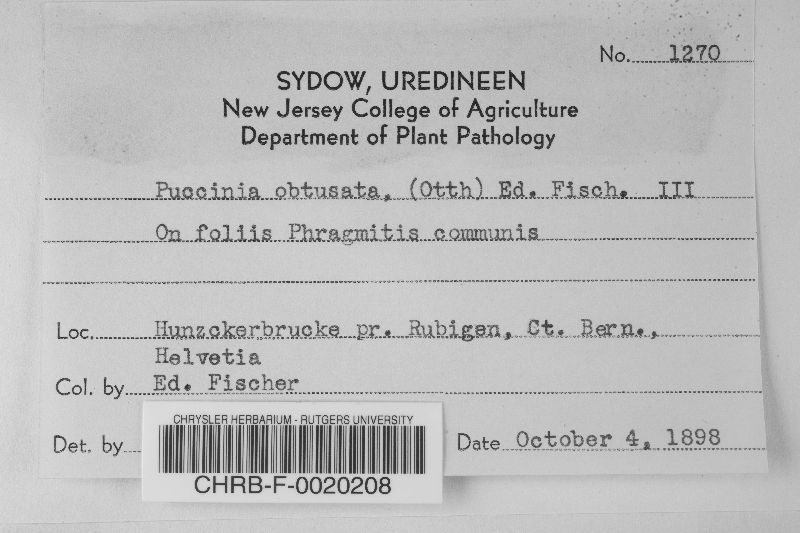 No. 1270
SYDOW, UREDINEEN
New Jersey College of Agriculture
Department of Plant Pathology
Puccinia obtusata, (Otth) Ed. Fisch. III
On foliis Phragmitis communis
Loc. Hunzckerbrucke pr. Rubigen, Ct. Bern.,
Helvetia
Col. by Ed. Fischer
CHRYSLER HERBARIUM - RUTGERS UNIVERSITY
Det. by Date October 4, 1898
CHRB-F-0020208